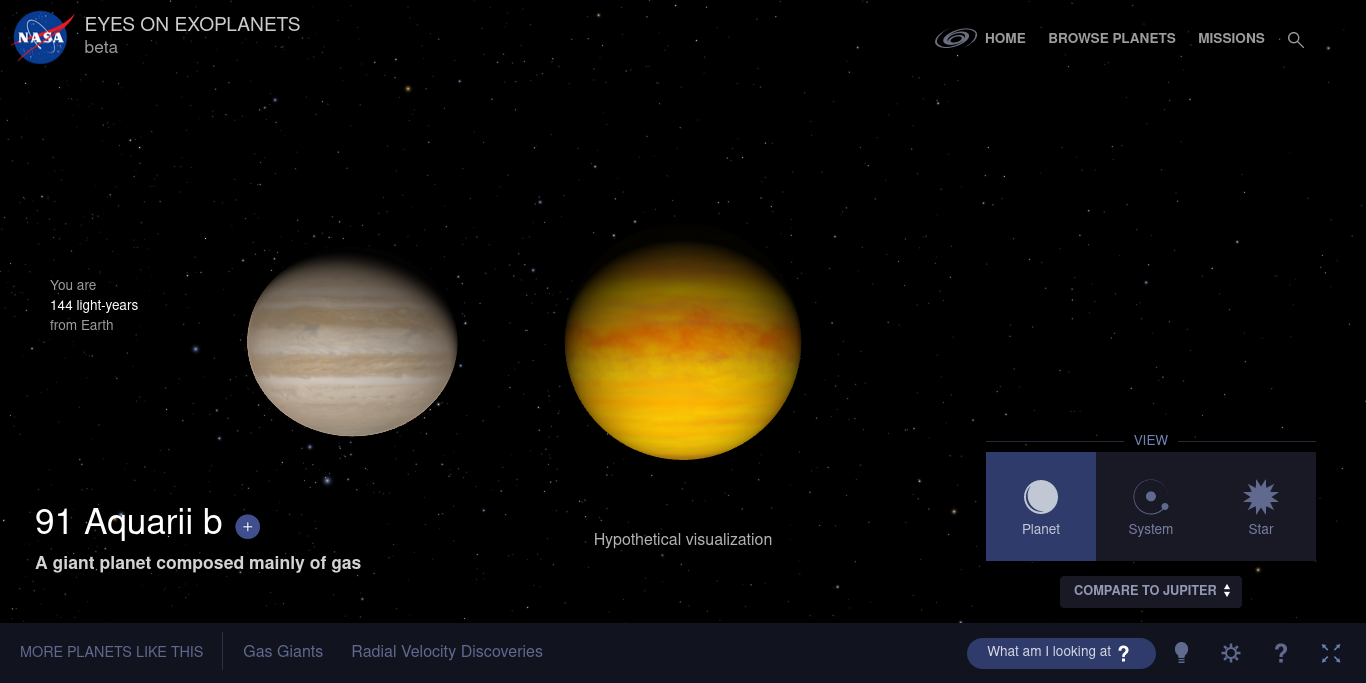 NASA
EYES ON EXOPLANETS
beta
HOME
BROWSE PLANETS
MISSIONS
You are
144 light-years
from Earth
91 Aquarii b +
A giant planet composed mainly of gas
Hypothetical visualization
VIEW
Planet
System
Star
COMPARE TO JUPITER
MORE PLANETS LIKE THIS
Gas Giants
Radial Velocity Discoveries
What am I looking at ?
?